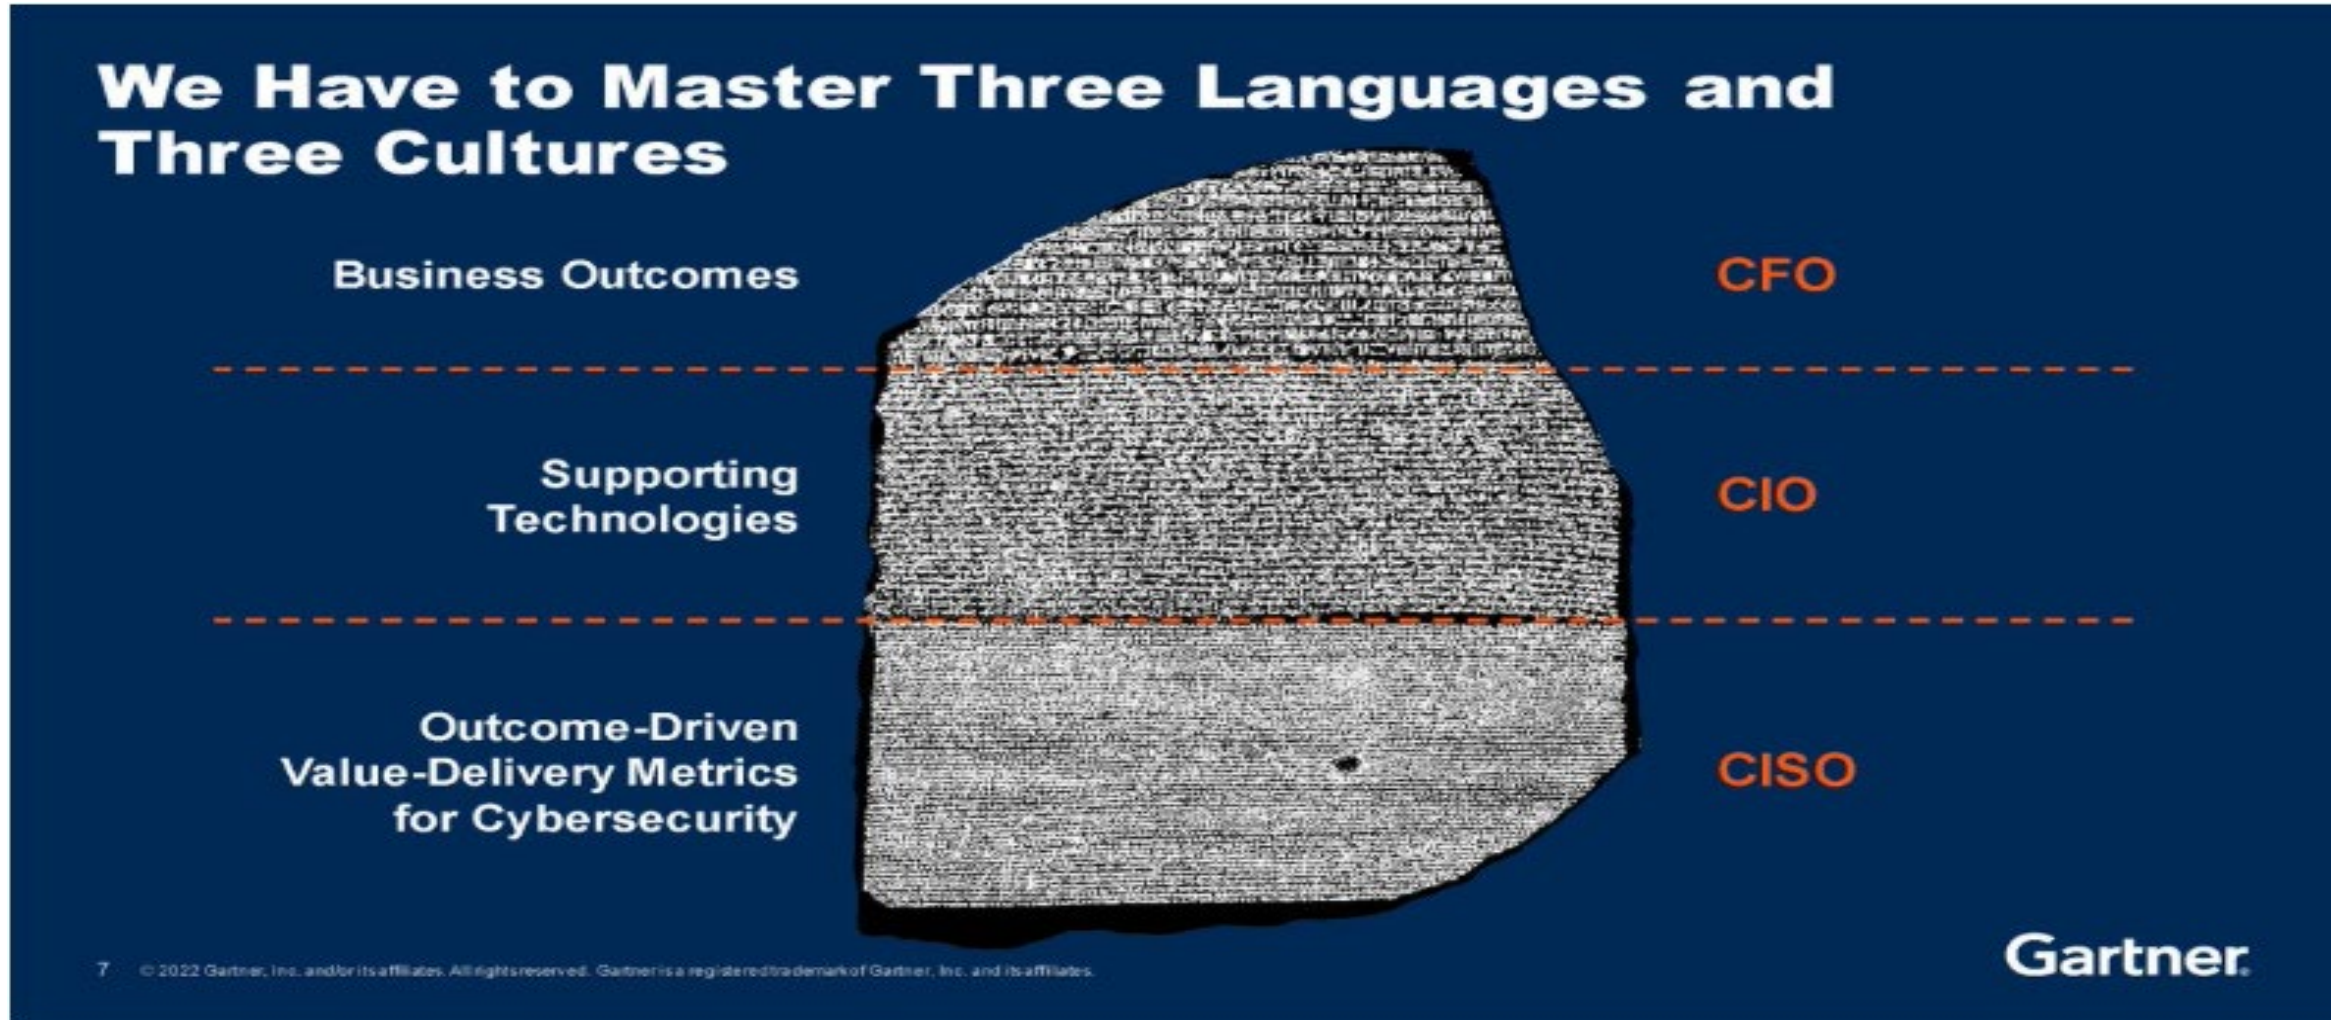 We Have to Master Three Languages and
Three Cultures
Business Outcomes
CFO
Supporting
Technologies
CIO
Outcome-Driven
Value-Delivery Metrics
for Cybersecurity
CISO
7 © 2022 Gartner, Inc. and/or its affiliates. All rights reserved. Gartner is a registered trademark of Gartner, Inc. and its affiliates.
Gartner®